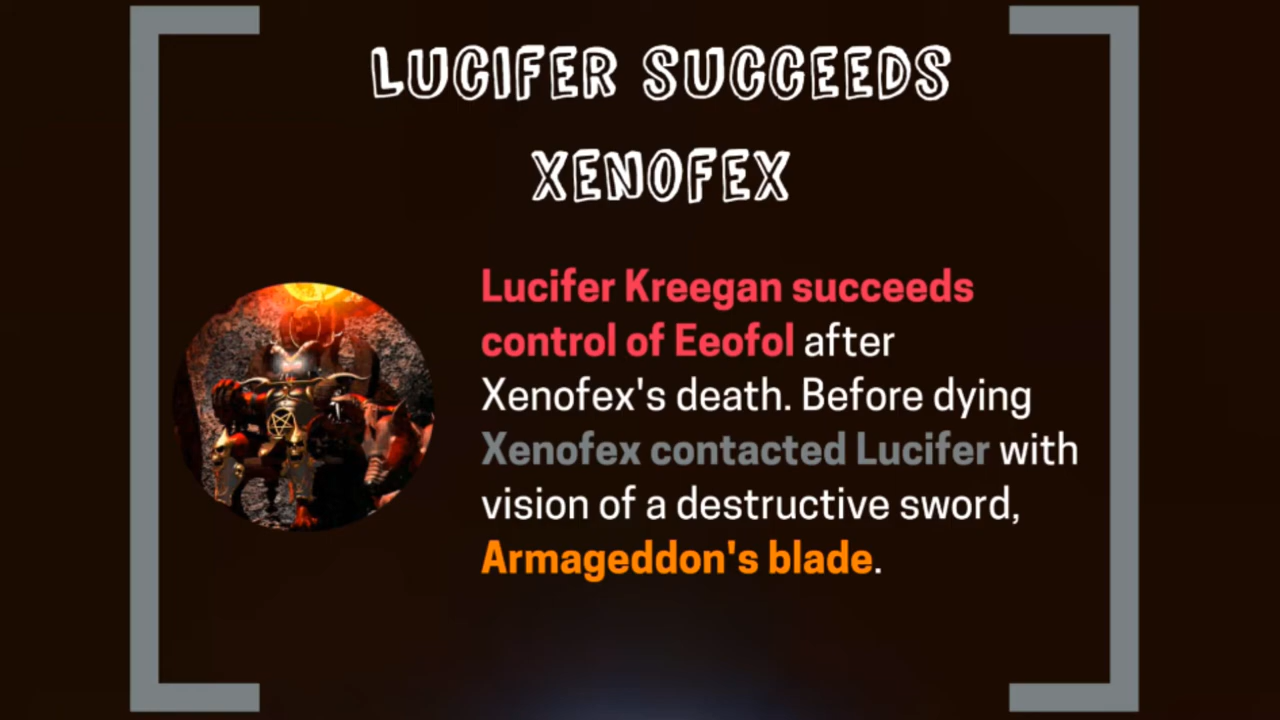 LUCIFER SUCCEEDS
XENOFEX
Lucifer Kreegan succeeds
control of Eeofol after
Xenofex's death. Before dying
Xenofex contacted Lucifer with
vision of a destructive sword,
Armageddon's blade.